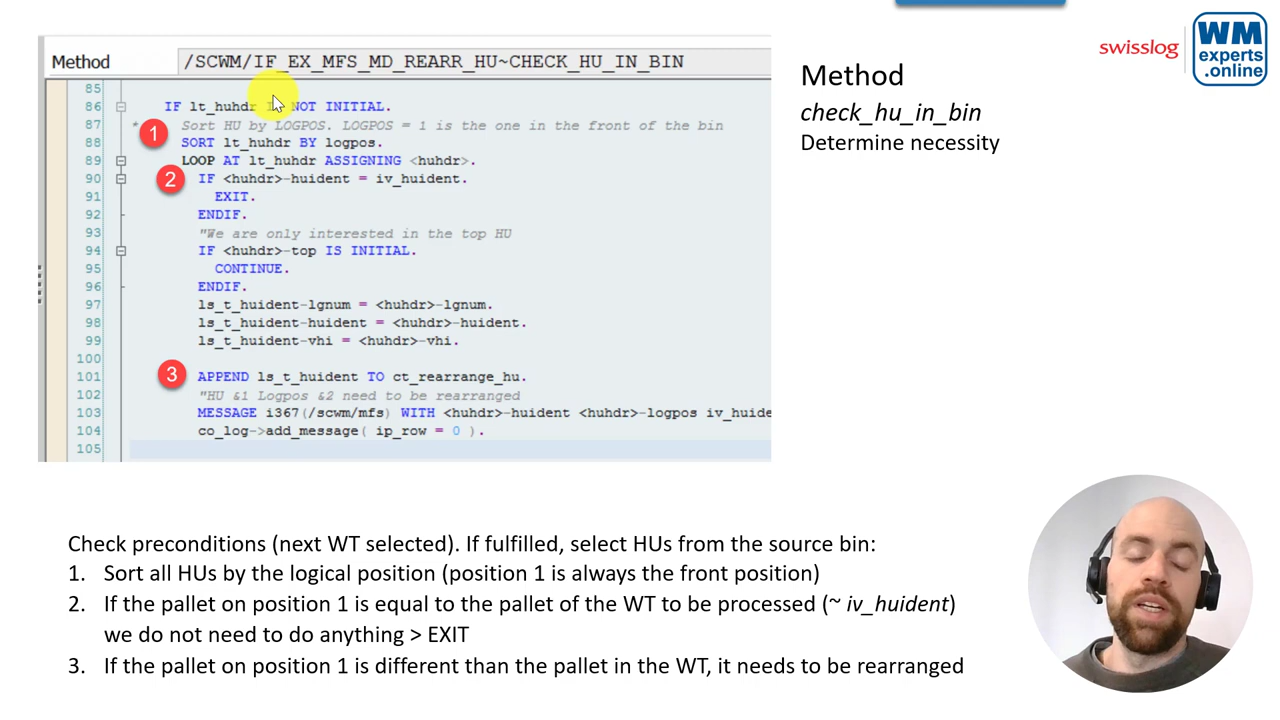 swisslog
WM
experts
.online
Method /SCWM/IF_EX_MFS_MD_REARR_HU~CHECK_HU_IN_BIN
85
86 IF lt_huhdr NOT INITIAL.
87 * Sort HU by LOGPOS. LOGPOS = 1 is the one in the front of the bin
1
88 SORT lt_huhdr BY logpos.
89 LOOP AT lt_huhdr ASSIGNING <huhdr>.
90 2 IF <huhdr>-huident = iv_huident.
91 EXIT.
92 ENDIF.
93 "We are only interested in the top HU
94 IF <huhdr>-top IS INITIAL.
95 CONTINUE.
96 ENDIF.
97 ls_t_huident-lgnum = <huhdr>-lgnum.
98 ls_t_huident-huident = <huhdr>-huident.
99 ls_t_huident-vhi = <huhdr>-vhi.
100
101 3 APPEND ls_t_huident TO ct_rearrange_hu.
102 "HU &1 Logpos &2 need to be rearranged
103 MESSAGE i367(/scwm/mfs) WITH <huhdr>-huident <huhdr>-logpos iv_huide
104 co_log->add_message( ip_row = 0 ).
105
Method
check_hu_in_bin
Determine necessity
Check preconditions (next WT selected). If fulfilled, select HUs from the source bin:
1. Sort all HUs by the logical position (position 1 is always the front position)
2. If the pallet on position 1 is equal to the pallet of the WT to be processed (~ iv_huident)
we do not need to do anything > EXIT
3. If the pallet on position 1 is different than the pallet in the WT, it needs to be rearranged